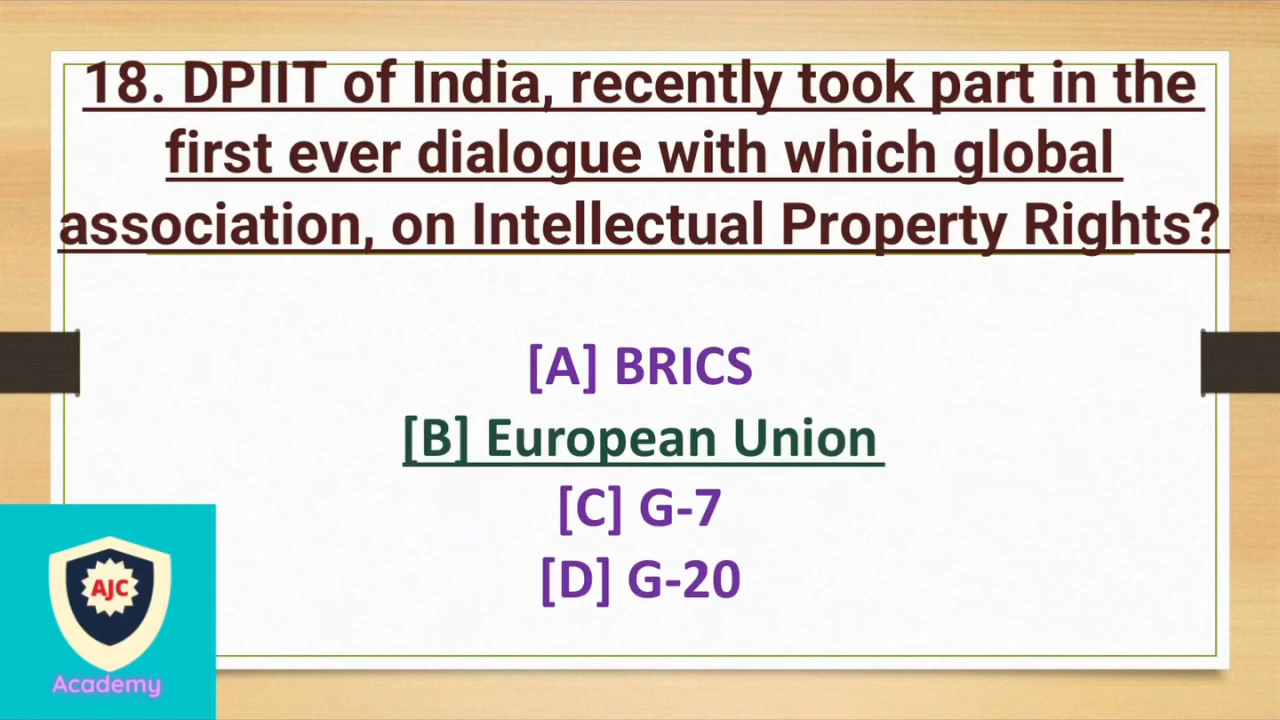 18. DPIIT of India, recently took part in the
first ever dialogue with which global
association, on Intellectual Property Rights?
[A] BRICS
[B] European Union
[C] G-7
[D] G-20
AJC
Academy